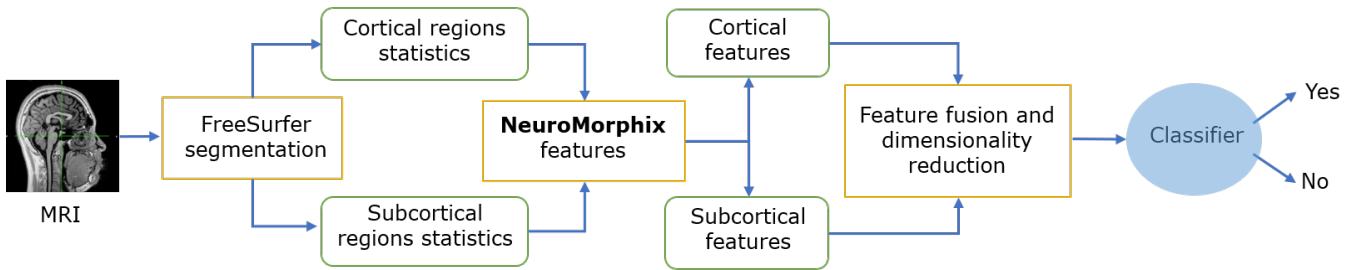 MRI
FreeSurfer
segmentation
Cortical regions
statistics
Subcortical
regions statistics
NeuroMorphix
features
Cortical
features
Subcortical
features
Feature fusion and
dimensionality
reduction
Classifier
Yes
No